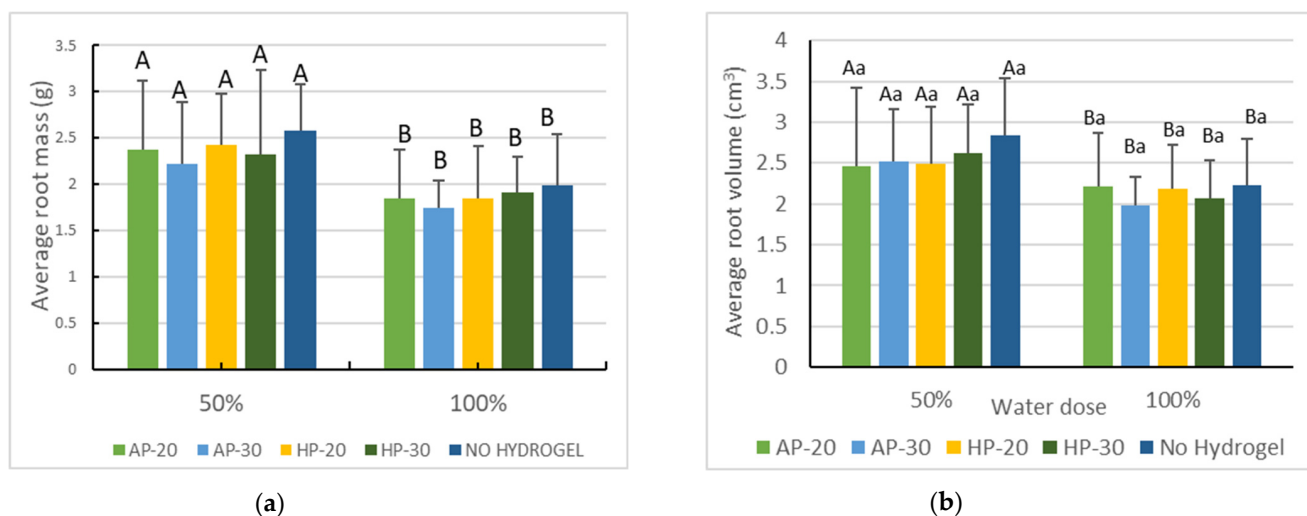 Average root mass (g)
3.5
3
2.5
2
1.5
1
0.5
0
A A A A A
B B B B B
50% 100%
AP-20 AP-30 HP-20 HP-30 NO HYDROGEL
(a)
Average root volume (cm³)
4
3.5
3
2.5
2
1.5
1
0.5
0
Aa Aa Aa Aa Aa
Ba Ba Ba Ba Ba
50% Water dose 100%
AP-20 AP-30 HP-20 HP-30 No Hydrogel
(b)